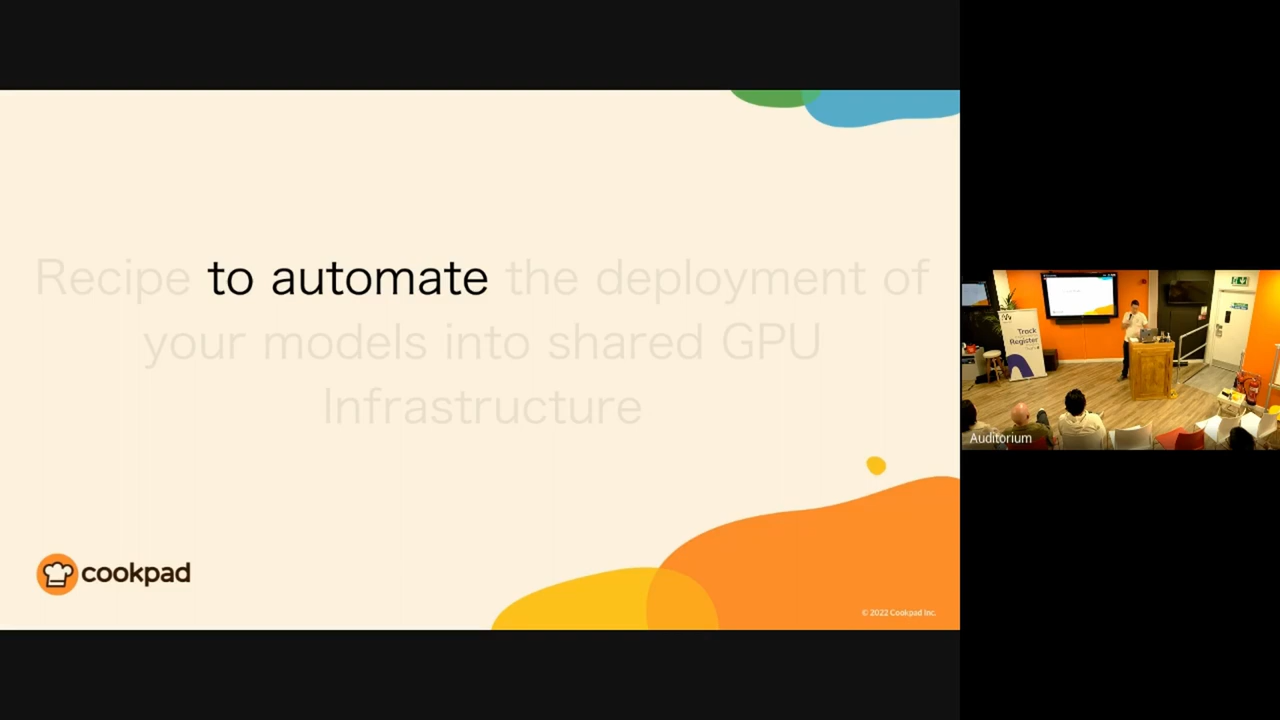 Recipe to automate the deployment of
your models into shared GPU
Infrastructure
cookpad
© 2022 Cookpad Inc.
Track
Register
Auditorium